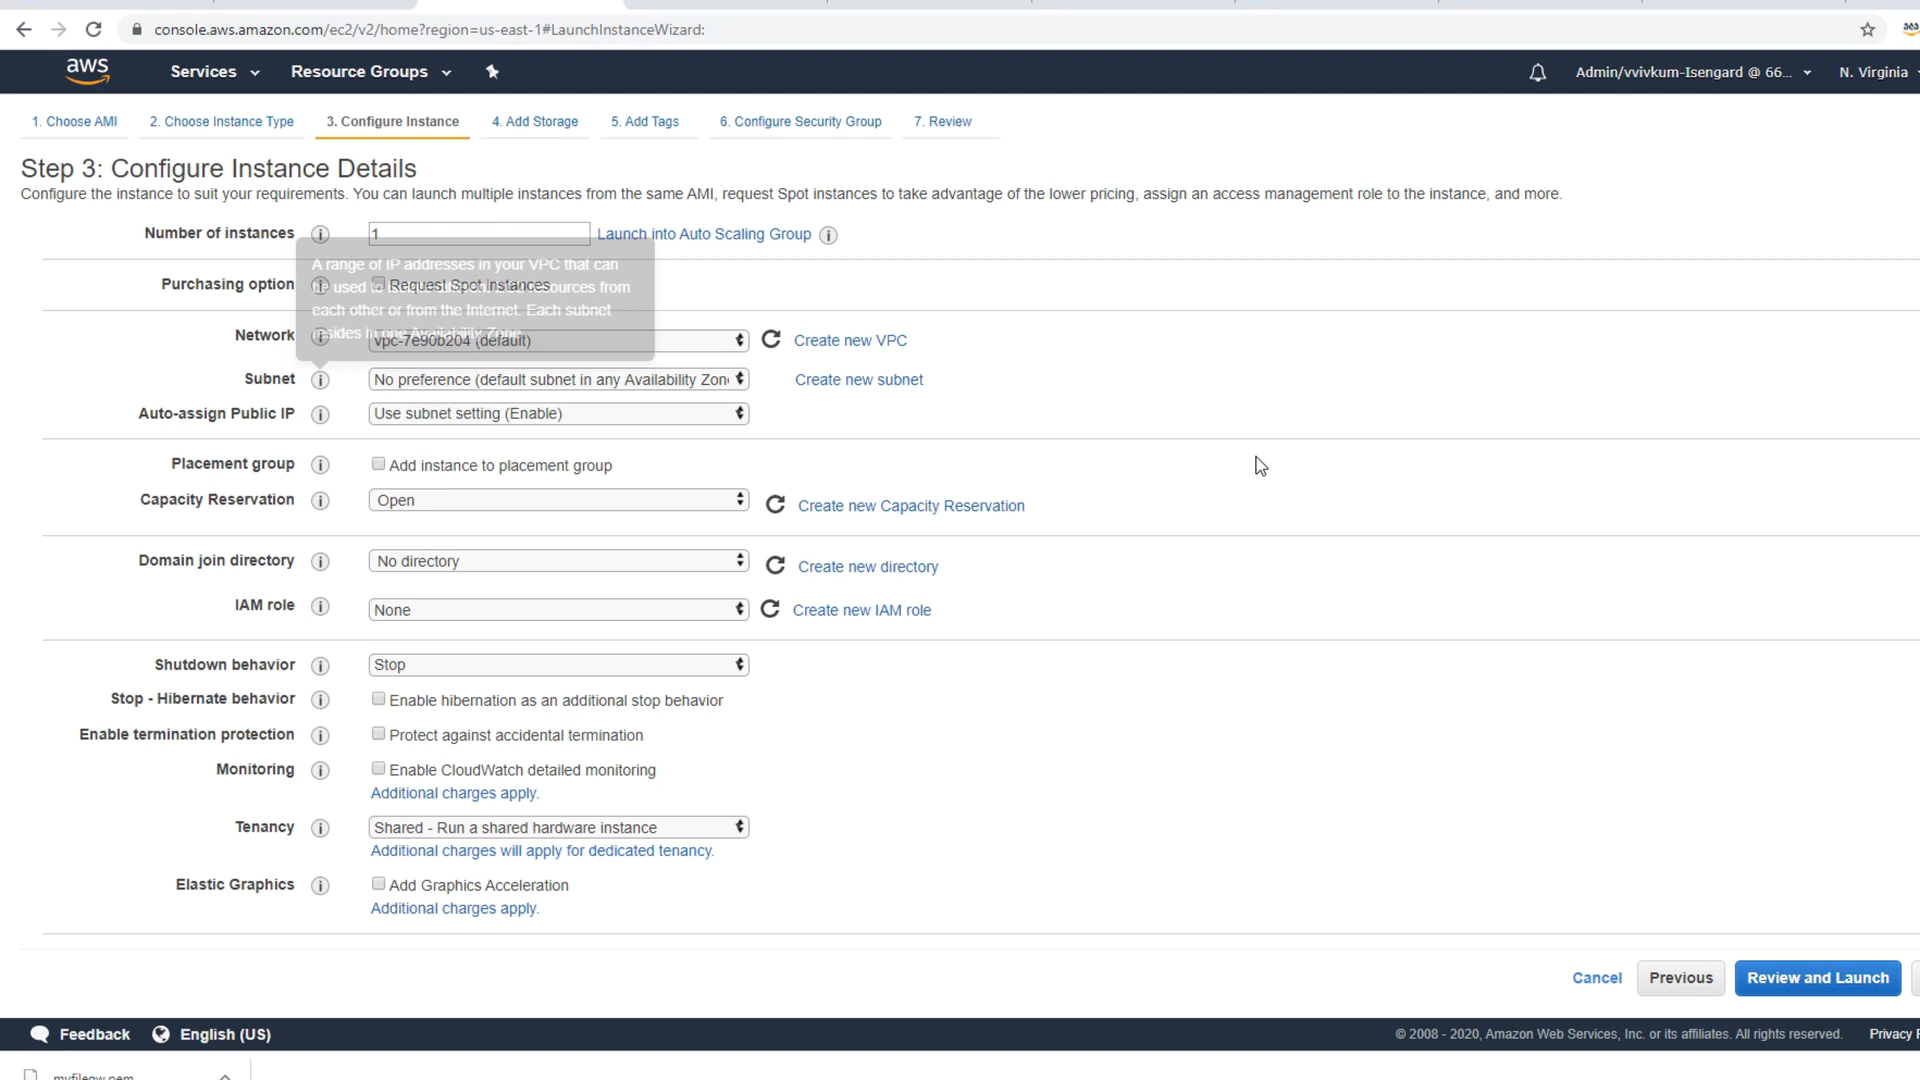 console.aws.amazon.com/ec2/v2/home?region=us-east-1#LaunchInstanceWizard:
aws Services Resource Groups Admin/vvivkum-Isengard @ 66... N. Virginia
1. Choose AMI 2. Choose Instance Type 3. Configure Instance 4. Add Storage 5. Add Tags 6. Configure Security Group 7. Review
Step 3: Configure Instance Details
Configure the instance to suit your requirements. You can launch multiple instances from the same AMI, request Spot instances to take advantage of the lower pricing, assign an access management role to the instance, and more.
Number of instances 1 Launch into Auto Scaling Group
A range of IP addresses in your VPC that can
Purchasing option Request Spot instances
be used to resources from
each other or from the Internet. Each subnet
resides in one Availability Zone.
Network vpc-7e90b204 (default) Create new VPC
Subnet No preference (default subnet in any Availability Zon Create new subnet
Auto-assign Public IP Use subnet setting (Enable)
Placement group Add instance to placement group
Capacity Reservation Open Create new Capacity Reservation
Domain join directory No directory Create new directory
IAM role None Create new IAM role
Shutdown behavior Stop
Stop - Hibernate behavior Enable hibernation as an additional stop behavior
Enable termination protection Protect against accidental termination
Monitoring Enable CloudWatch detailed monitoring
Additional charges apply.
Tenancy Shared - Run a shared hardware instance
Additional charges will apply for dedicated tenancy.
Elastic Graphics Add Graphics Acceleration
Additional charges apply.
Cancel Previous Review and Launch
Feedback English (US) © 2008 - 2020, Amazon Web Services, Inc. or its affiliates. All rights reserved. Privacy P
myfilegw.pem